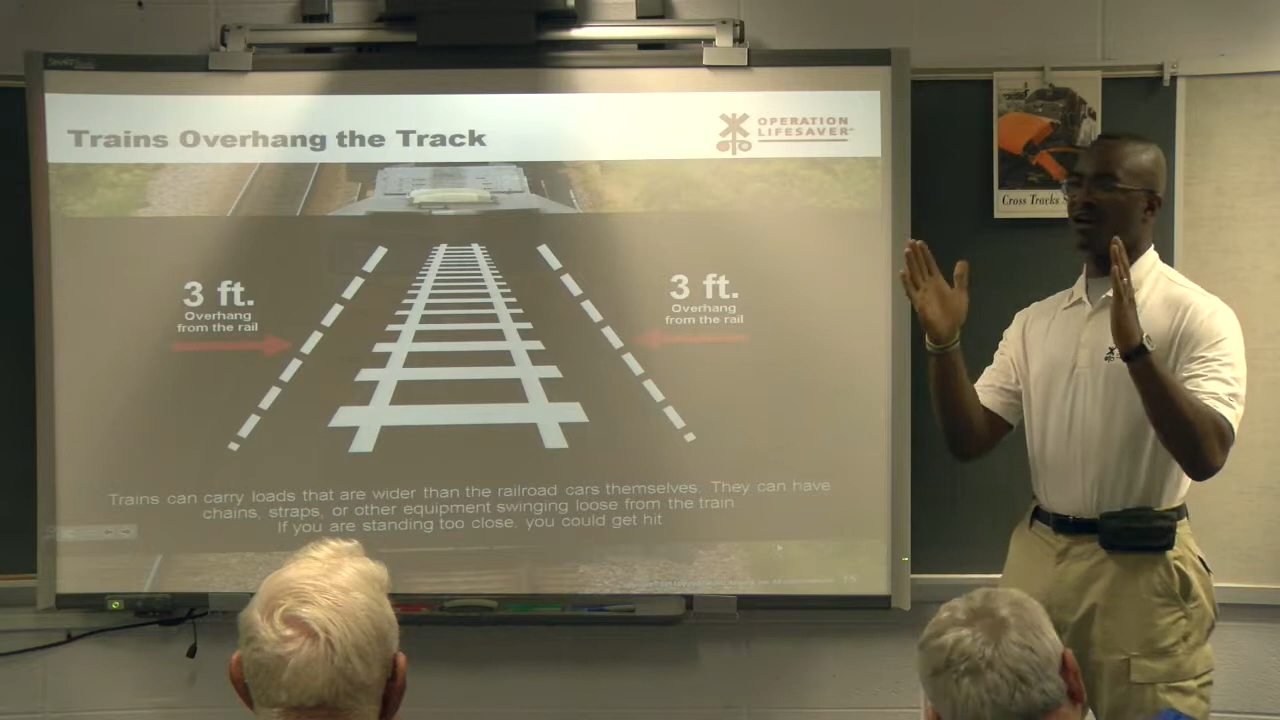 Trains Overhang the Track
OPERATION
LIFESAVER
Cross Tracks
3 ft.
Overhang
from the rail
3 ft.
Overhang
from the rail
Trains can carry loads that are wider than the railroad cars themselves. They can have
chains, straps, or other equipment swinging loose from the train
If you are standing too close, you could get hit
15